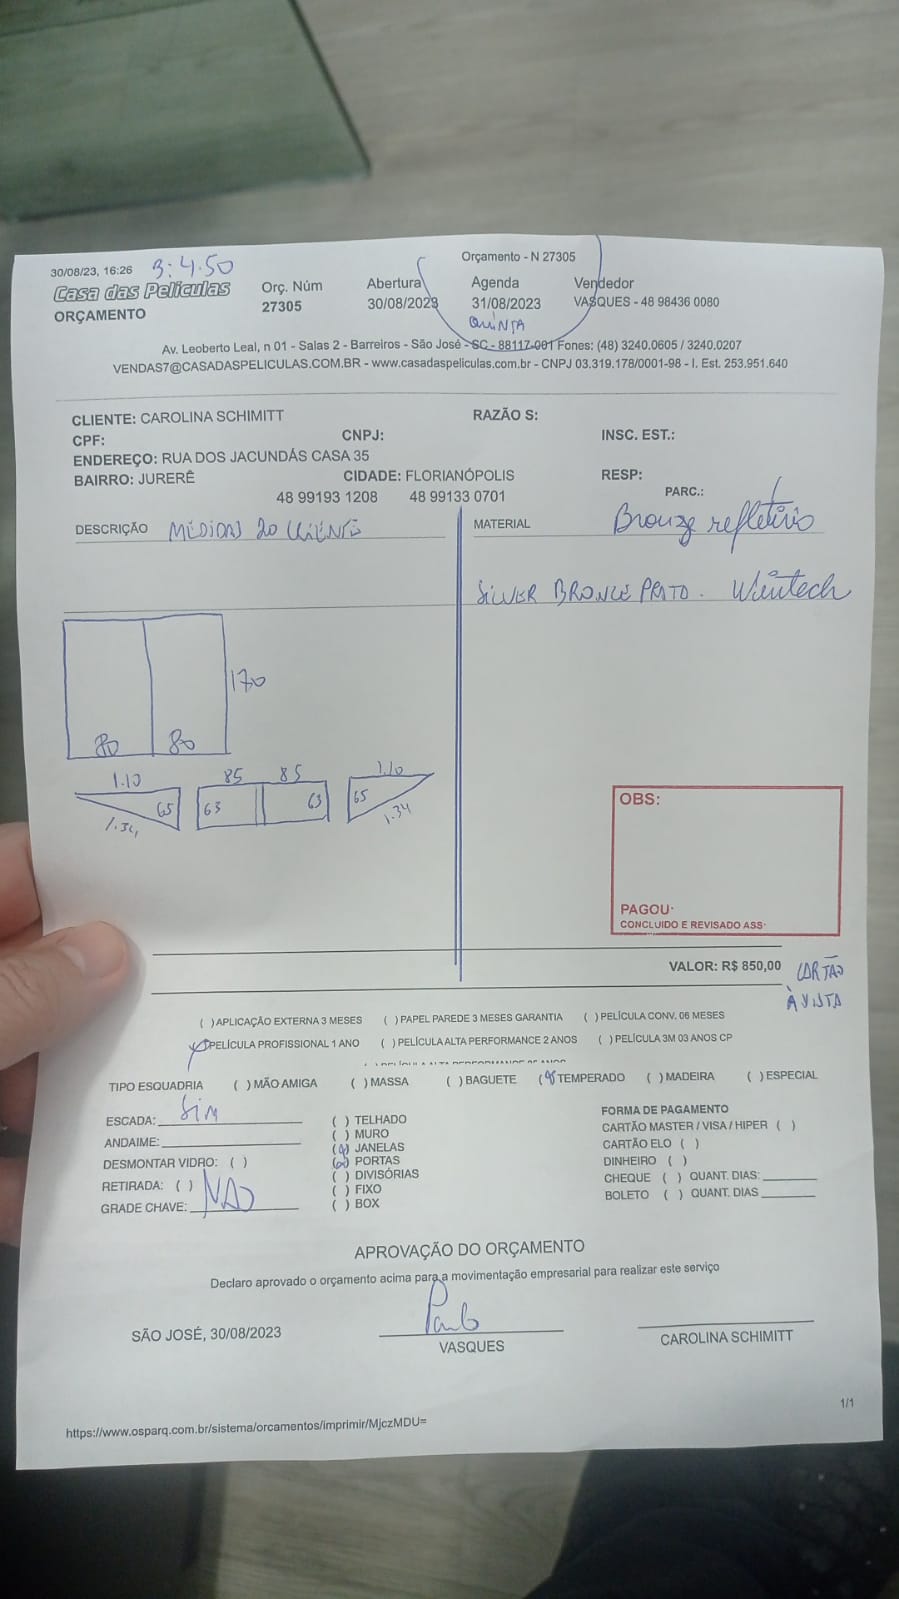 Orçamento - N 27305
30/08/23, 16:26 3:4.50
Casa das Películas
ORÇAMENTO
Orç. Núm
27305
Abertura
30/08/2023
Agenda
31/08/2023
QUINTA
Vendedor
VASQUES - 48 98436 0080
Av. Leoberto Leal, n 01 - Salas 2 - Barreiros - São José - SC - 88117-001 Fones: (48) 3240.0605 / 3240.0207
VENDAS7@CASADASPELICULAS.COM.BR - www.casadaspeliculas.com.br - CNPJ 03.319.178/0001-98 - I. Est. 253.951.640
CLIENTE: CAROLINA SCHIMITT RAZÃO S:
CPF: CNPJ: INSC. EST.:
ENDEREÇO: RUA DOS JACUNDÁS CASA 35
BAIRRO: JURERÊ CIDADE: FLORIANÓPOLIS RESP:
48 99193 1208 48 99133 0701 PARC.:
DESCRIÇÃO MEDIDAS DO CLIENTE
MATERIAL Bronze refletivo
SILVER BRONCE PRATO. Wintech
170
80 80
1.10 85 85 1.10
65 63 63 65
1.34 1.34
OBS:
PAGOU:
CONCLUIDO E REVISADO ASS:
VALOR: R$ 850,00 CARTÃO
À VISTA
( )APLICAÇÃO EXTERNA 3 MESES ( )PAPEL PAREDE 3 MESES GARANTIA ( )PELÍCULA CONV. 06 MESES
( )PELÍCULA PROFISSIONAL 1 ANO ( )PELÍCULA ALTA PERFORMANCE 2 ANOS ( )PELÍCULA 3M 03 ANOS CP
TIPO ESQUADRIA ( )MÃO AMIGA ( )MASSA ( )BAGUETE ( )TEMPERADO ( )MADEIRA ( )ESPECIAL
ESCADA: Sim
ANDAIME:
DESMONTAR VIDRO: ( )
RETIRADA: ( )
GRADE CHAVE: NÃO
( ) TELHADO
( ) MURO
( ) JANELAS
( ) PORTAS
( ) DIVISÓRIAS
( ) FIXO
( ) BOX
FORMA DE PAGAMENTO
CARTÃO MASTER / VISA / HIPER ( )
CARTÃO ELO ( )
DINHEIRO ( )
CHEQUE ( ) QUANT. DIAS:
BOLETO ( ) QUANT. DIAS
APROVAÇÃO DO ORÇAMENTO
Declaro aprovado o orçamento acima para a movimentação empresarial para realizar este serviço
SÃO JOSÉ, 30/08/2023
Paulo
VASQUES
CAROLINA SCHIMITT
1/1
https://www.osparq.com.br/sistema/orcamentos/imprimir/MjczMDU=